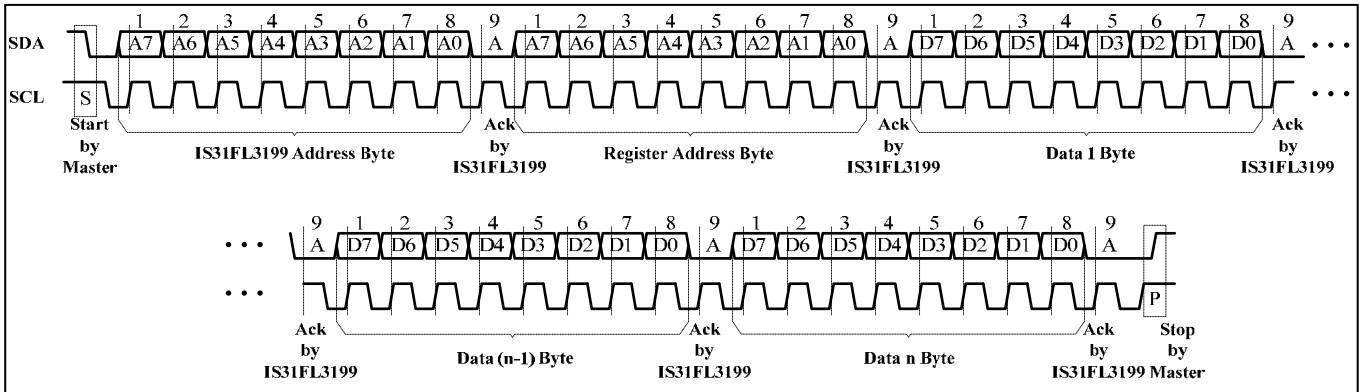 1 2 3 4 5 6 7 8 9 1 2 3 4 5 6 7 8 9 1 2 3 4 5 6 7 8 9
SDA A7 A6 A5 A4 A3 A2 A1 A0 A A7 A6 A5 A4 A3 A2 A1 A0 A D7 D6 D5 D4 D3 D2 D1 D0 A • • •
SCL S • • •
Start by Master
IS31FL3199 Address Byte
Ack by IS31FL3199
Register Address Byte
Ack by IS31FL3199
Data 1 Byte
Ack by IS31FL3199
9 1 2 3 4 5 6 7 8 9 1 2 3 4 5 6 7 8 9
• • • A D7 D6 D5 D4 D3 D2 D1 D0 A D7 D6 D5 D4 D3 D2 D1 D0 A
• • • P
Ack by IS31FL3199
Data (n-1) Byte
Ack by IS31FL3199
Data n Byte
Ack by IS31FL3199
Stop by Master